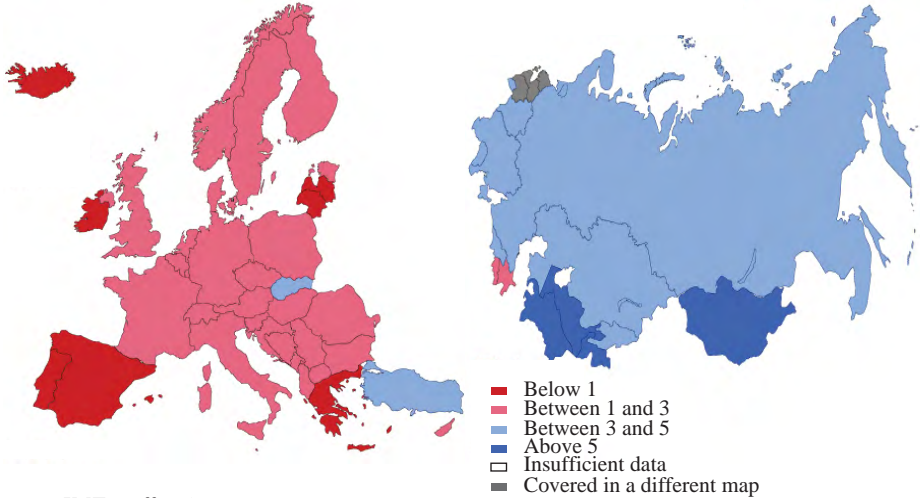 Below 1
Between 1 and 3
Between 3 and 5
Above 5
Insufficient data
Covered in a different map